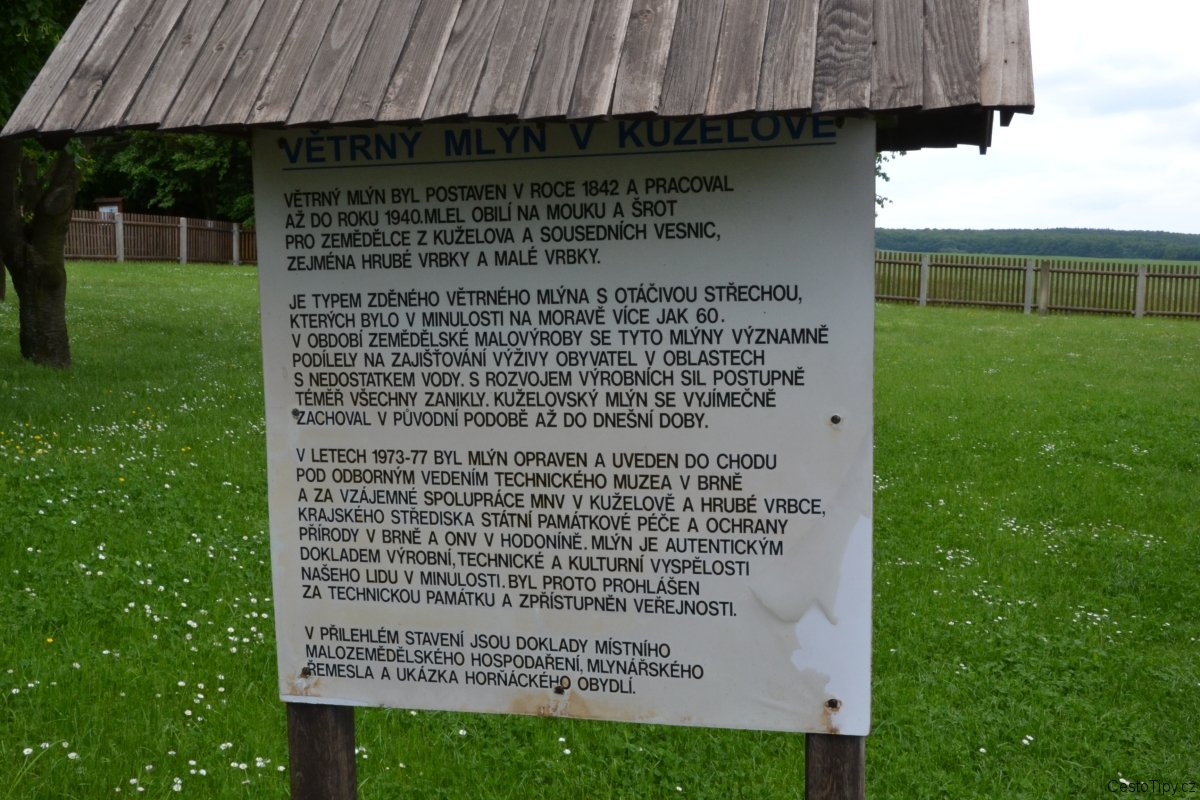 VĚTRNÝ MLÝN V KUŽELOVĚ
VĚTRNÝ MLÝN BYL POSTAVEN V ROCE 1842 A PRACOVAL
AŽ DO ROKU 1940.MLEL OBILÍ NA MOUKU A ŠROT
PRO ZEMĚDĚLCE Z KUŽELOVA A SOUSEDNÍCH VESNIC,
ZEJMÉNA HRUBÉ VRBKY A MALÉ VRBKY.
JE TYPEM ZDĚNÉHO VĚTRNÉHO MLÝNA S OTÁČIVOU STŘECHOU,
KTERÝCH BYLO V MINULOSTI NA MORAVĚ VÍCE JAK 60.
V OBDOBÍ ZEMĚDĚLSKÉ MALOVÝROBY SE TYTO MLÝNY VÝZNAMNĚ
PODÍLELY NA ZAJIŠŤOVÁNÍ VÝŽIVY OBYVATEL V OBLASTECH
S NEDOSTATKEM VODY. S ROZVOJEM VÝROBNÍCH SIL POSTUPNĚ
TÉMĚŘ VŠECHNY ZANIKLY. KUŽELOVSKÝ MLÝN SE VYJÍMEČNĚ
ZACHOVAL V PŮVODNÍ PODOBĚ AŽ DO DNEŠNÍ DOBY.
V LETECH 1973-77 BYL MLÝN OPRAVEN A UVEDEN DO CHODU
POD ODBORNÝM VEDENÍM TECHNICKÉHO MUZEA V BRNĚ
A ZA VZÁJEMNÉ SPOLUPRÁCE MNV V KUŽELOVĚ A HRUBÉ VRBCE,
KRAJSKÉHO STŘEDISKA STÁTNÍ PAMÁTKOVÉ PÉČE A OCHRANY
PŘÍRODY V BRNĚ A ONV V HODONÍNĚ. MLÝN JE AUTENTICKÝM
DOKLADEM VÝROBNÍ,TECHNICKÉ A KULTURNÍ VYSPĚLOSTI
NAŠEHO LIDU V MINULOSTI. BYL PROTO PROHLÁŠEN
ZA TECHNICKOU PAMÁTKU A ZPŘÍSTUPNĚN VEŘEJNOSTI.
V PŘILEHLÉM STAVENÍ JSOU DOKLADY MÍSTNÍHO
MALOZEMĚDĚLSKÉHO HOSPODAŘENÍ, MLYNÁŘSKÉHO
ŘEMESLA A UKÁZKA HORŇÁCKÉHO OBYDLÍ.
CestoTipy.cz